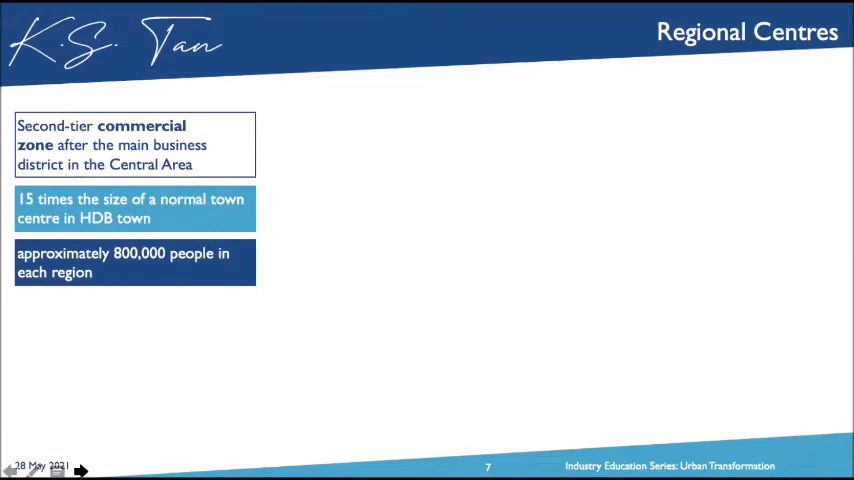 K.S. Tan
Regional Centres
Second-tier commercial
zone after the main business
district in the Central Area
15 times the size of a normal town
centre in HDB town
approximately 800,000 people in
each region
28 May 2021
7
Industry Education Series: Urban Transformation